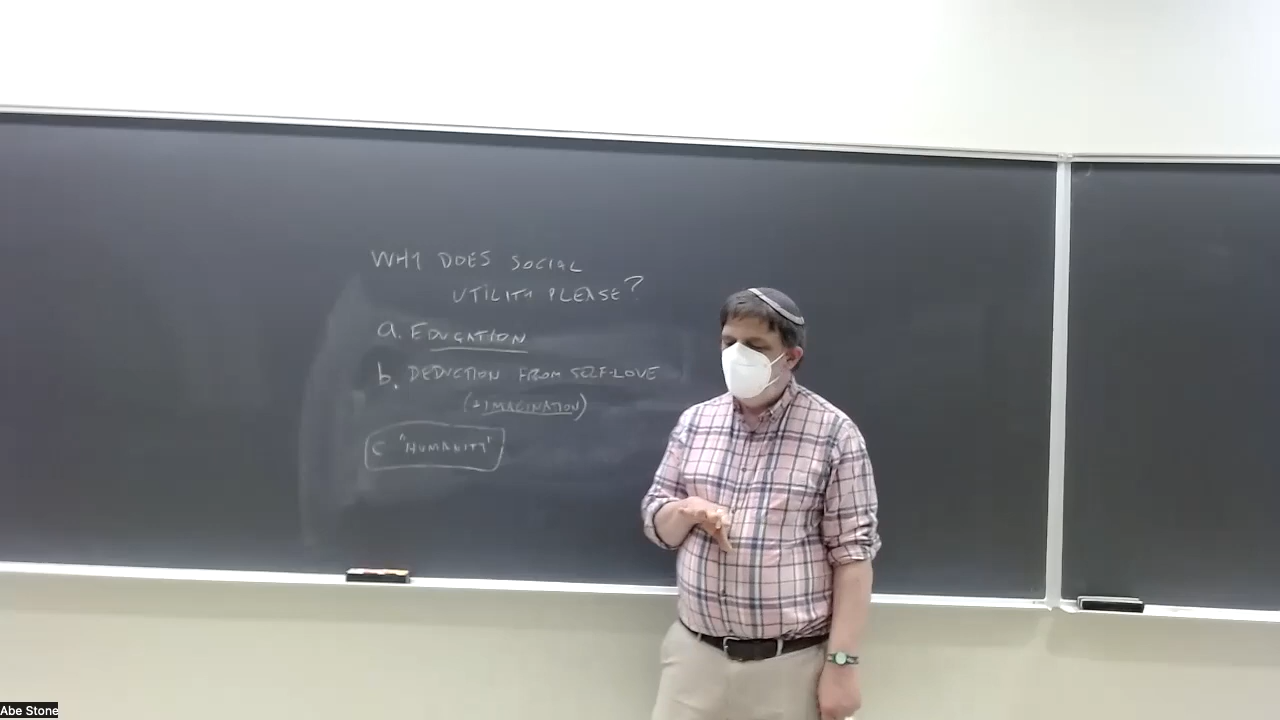 WHY DOES SOCIAL
UTILITY PLEASE?
a. EDUCATION
b. DEDUCTION FROM SELF-LOVE
(+ IMAGINATION)
C "HUMANITY"
Abe Stone